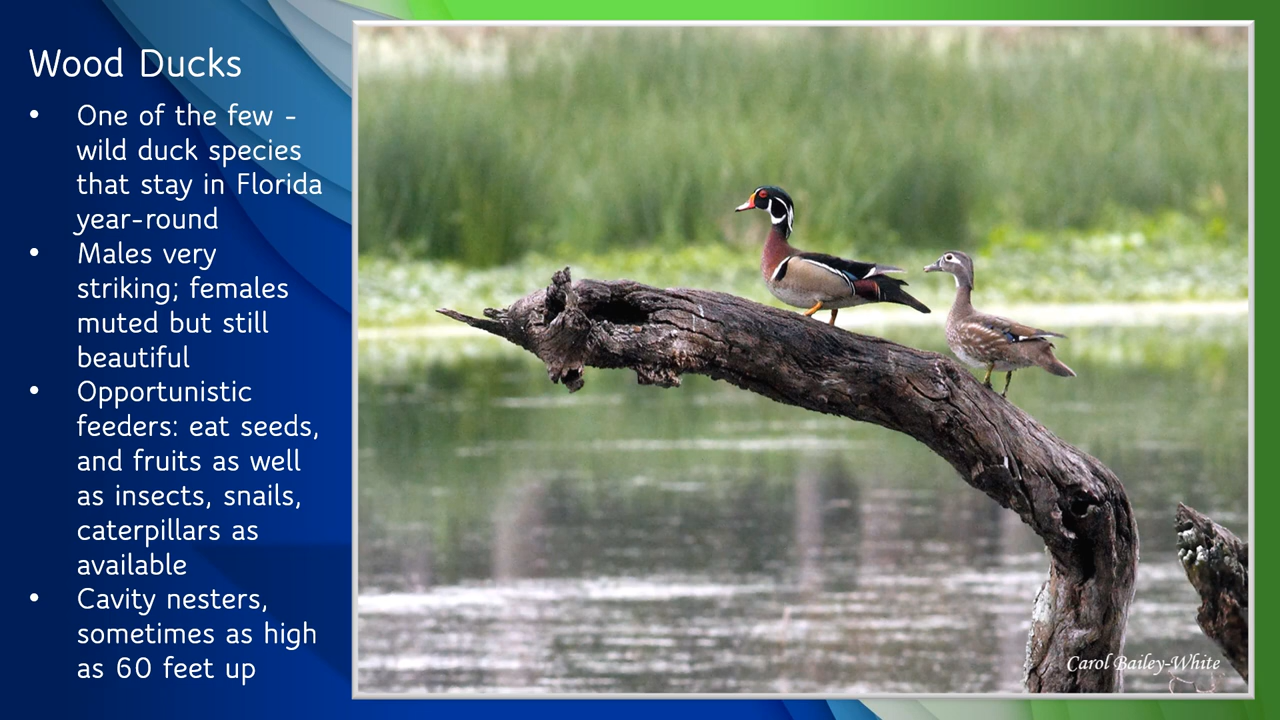 Wood Ducks
• One of the few -
wild duck species
that stay in Florida
year-round
• Males very
striking; females
muted but still
beautiful
• Opportunistic
feeders: eat seeds,
and fruits as well
as insects, snails,
caterpillars as
available
• Cavity nesters,
sometimes as high
as 60 feet up
Carol Bailey-White